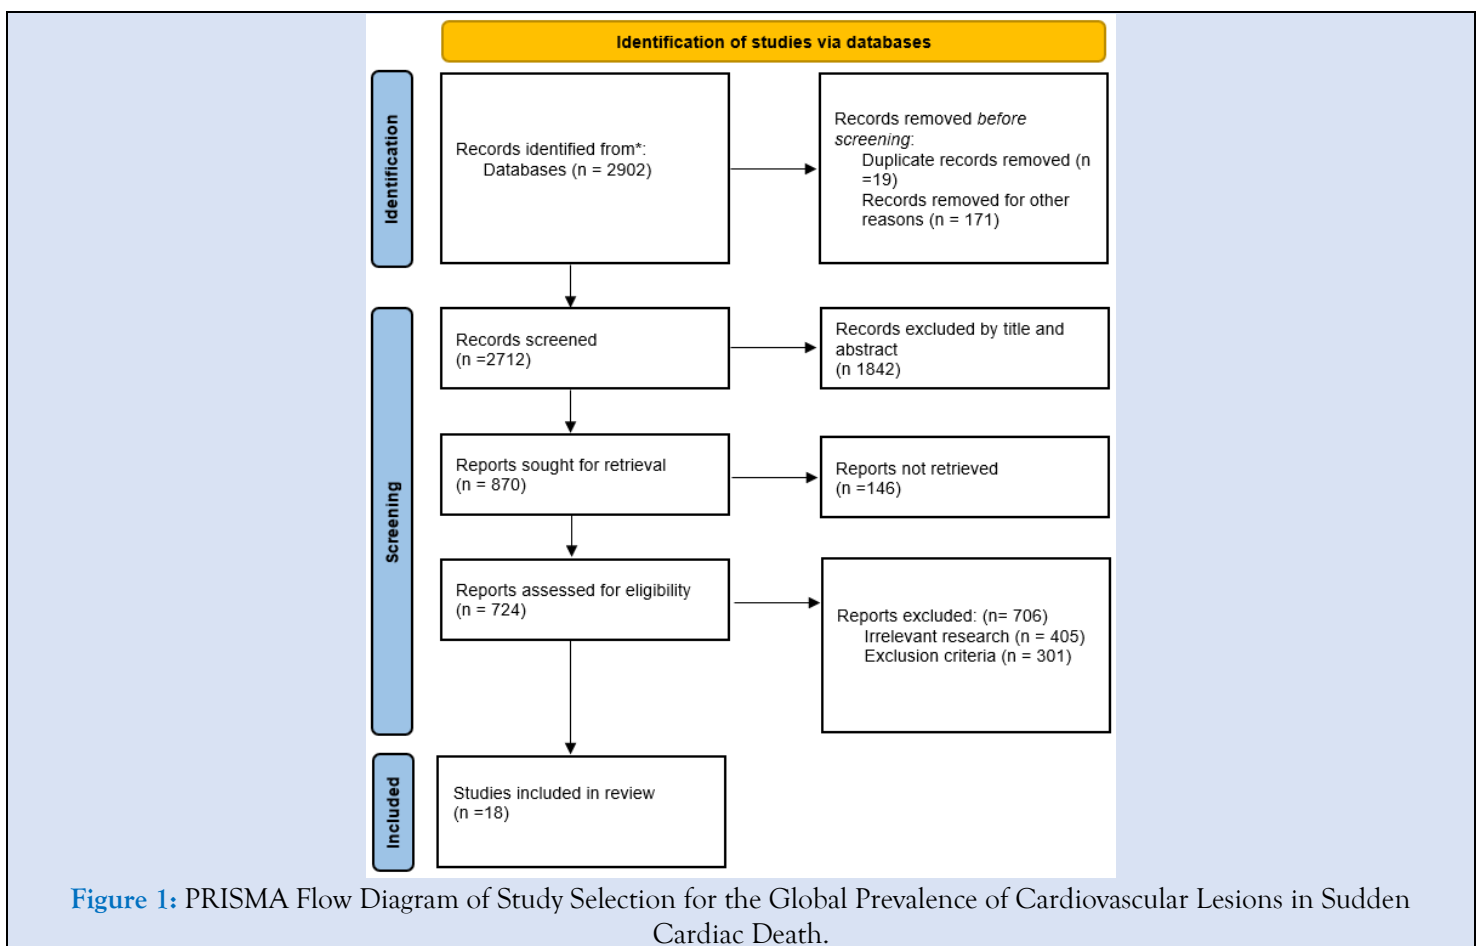 Identification of studies via databases
Identification
Records identified from*:
Databases (n = 2902)
Records removed before
screening:
Duplicate records removed (n
=19)
Records removed for other
reasons (n = 171)
Screening
Records screened
(n =2712)
Records excluded by title and
abstract
(n 1842)
Reports sought for retrieval
(n = 870)
Reports not retrieved
(n =146)
Reports assessed for eligibility
(n = 724)
Reports excluded: (n= 706)
Irrelevant research (n = 405)
Exclusion criteria (n = 301)
Included
Studies included in review
(n =18)
Figure 1: PRISMA Flow Diagram of Study Selection for the Global Prevalence of Cardiovascular Lesions in Sudden
Cardiac Death.